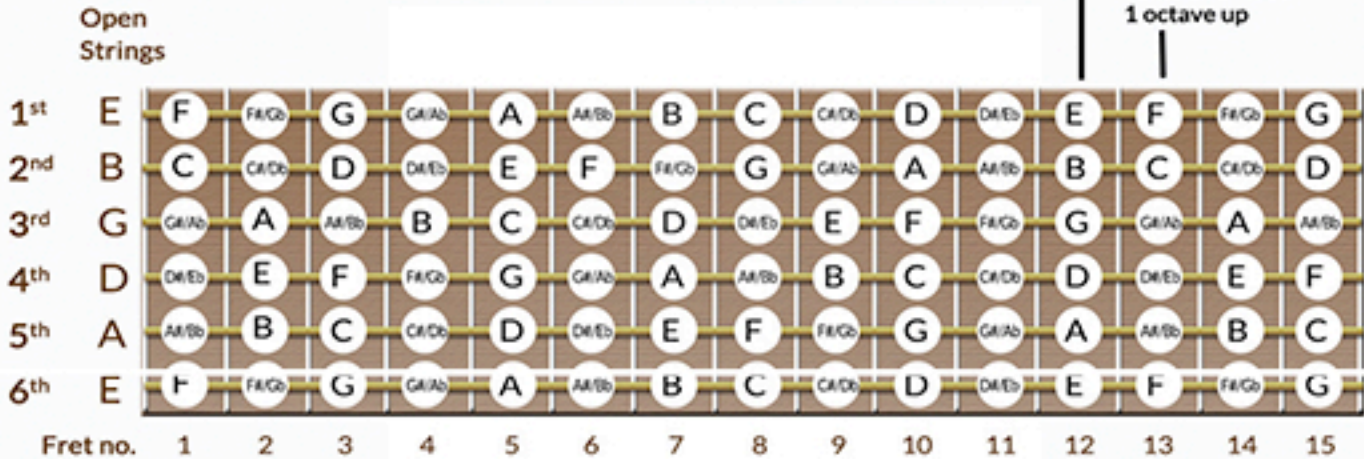 Open
Strings
1 octave up
1st E F F#/Gb G G#/Ab A A#/Bb B C C#/Db D D#/Eb E F F#/Gb G
2nd B C C#/Db D D#/Eb E F F#/Gb G G#/Ab A A#/Bb B C C#/Db D
3rd G G#/Ab A A#/Bb B C C#/Db D D#/Eb E F F#/Gb G G#/Ab A A#/Bb
4th D D#/Eb E F F#/Gb G G#/Ab A A#/Bb B C C#/Db D D#/Eb E F
5th A A#/Bb B C C#/Db D D#/Eb E F F#/Gb G G#/Ab A A#/Bb B C
6th E F F#/Gb G G#/Ab A A#/Bb B C C#/Db D D#/Eb E F F#/Gb G
Fret no. 1 2 3 4 5 6 7 8 9 10 11 12 13 14 15